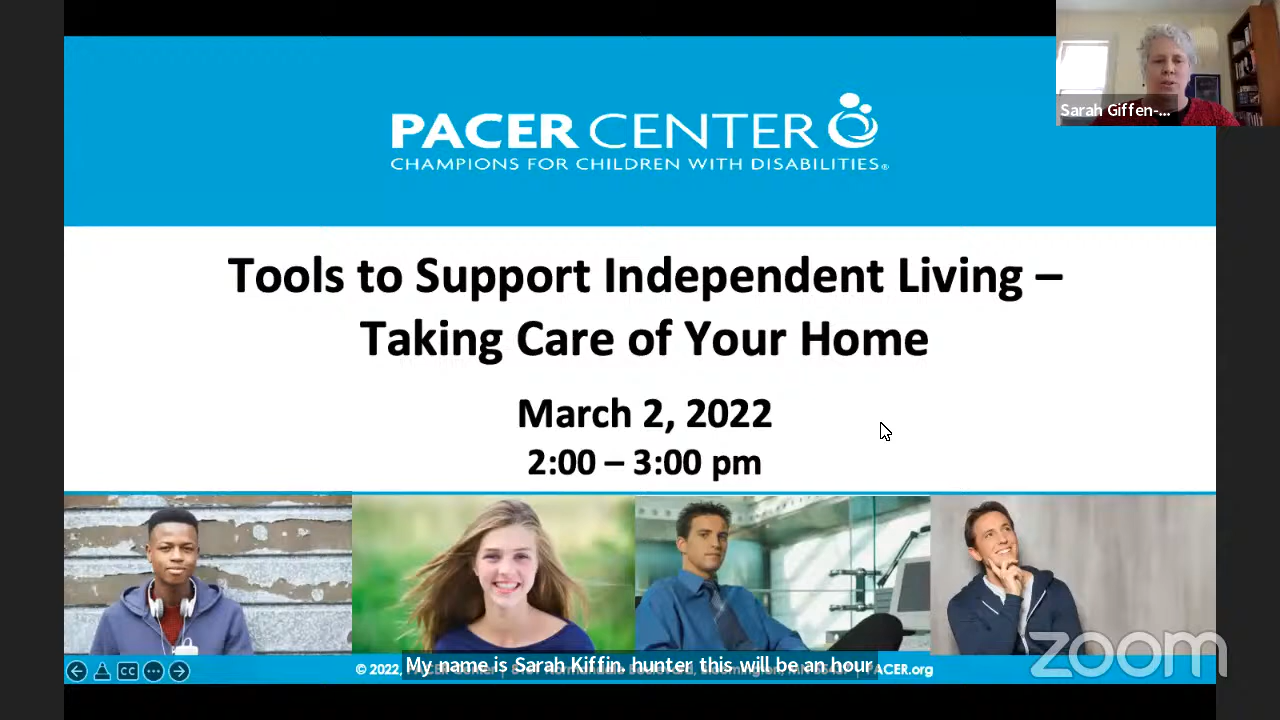 Sarah Giffen-...
PACER CENTER
CHAMPIONS FOR CHILDREN WITH DISABILITIES®
Tools to Support Independent Living –
Taking Care of Your Home
March 2, 2022
2:00 – 3:00 pm
zoom
CC
© 2022, PACER.org
My name is Sarah Kiffin. hunter this will be an hour